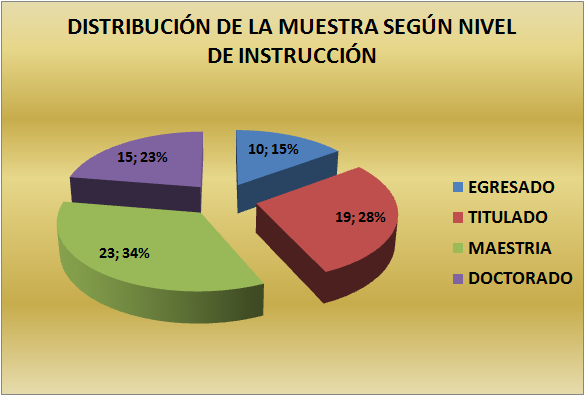 DISTRIBUCIÓN DE LA MUESTRA SEGÚN NIVEL
DE INSTRUCCIÓN
10; 15%
15; 23%
19; 28%
23; 34%
EGRESADO
TITULADO
MAESTRIA
DOCTORADO